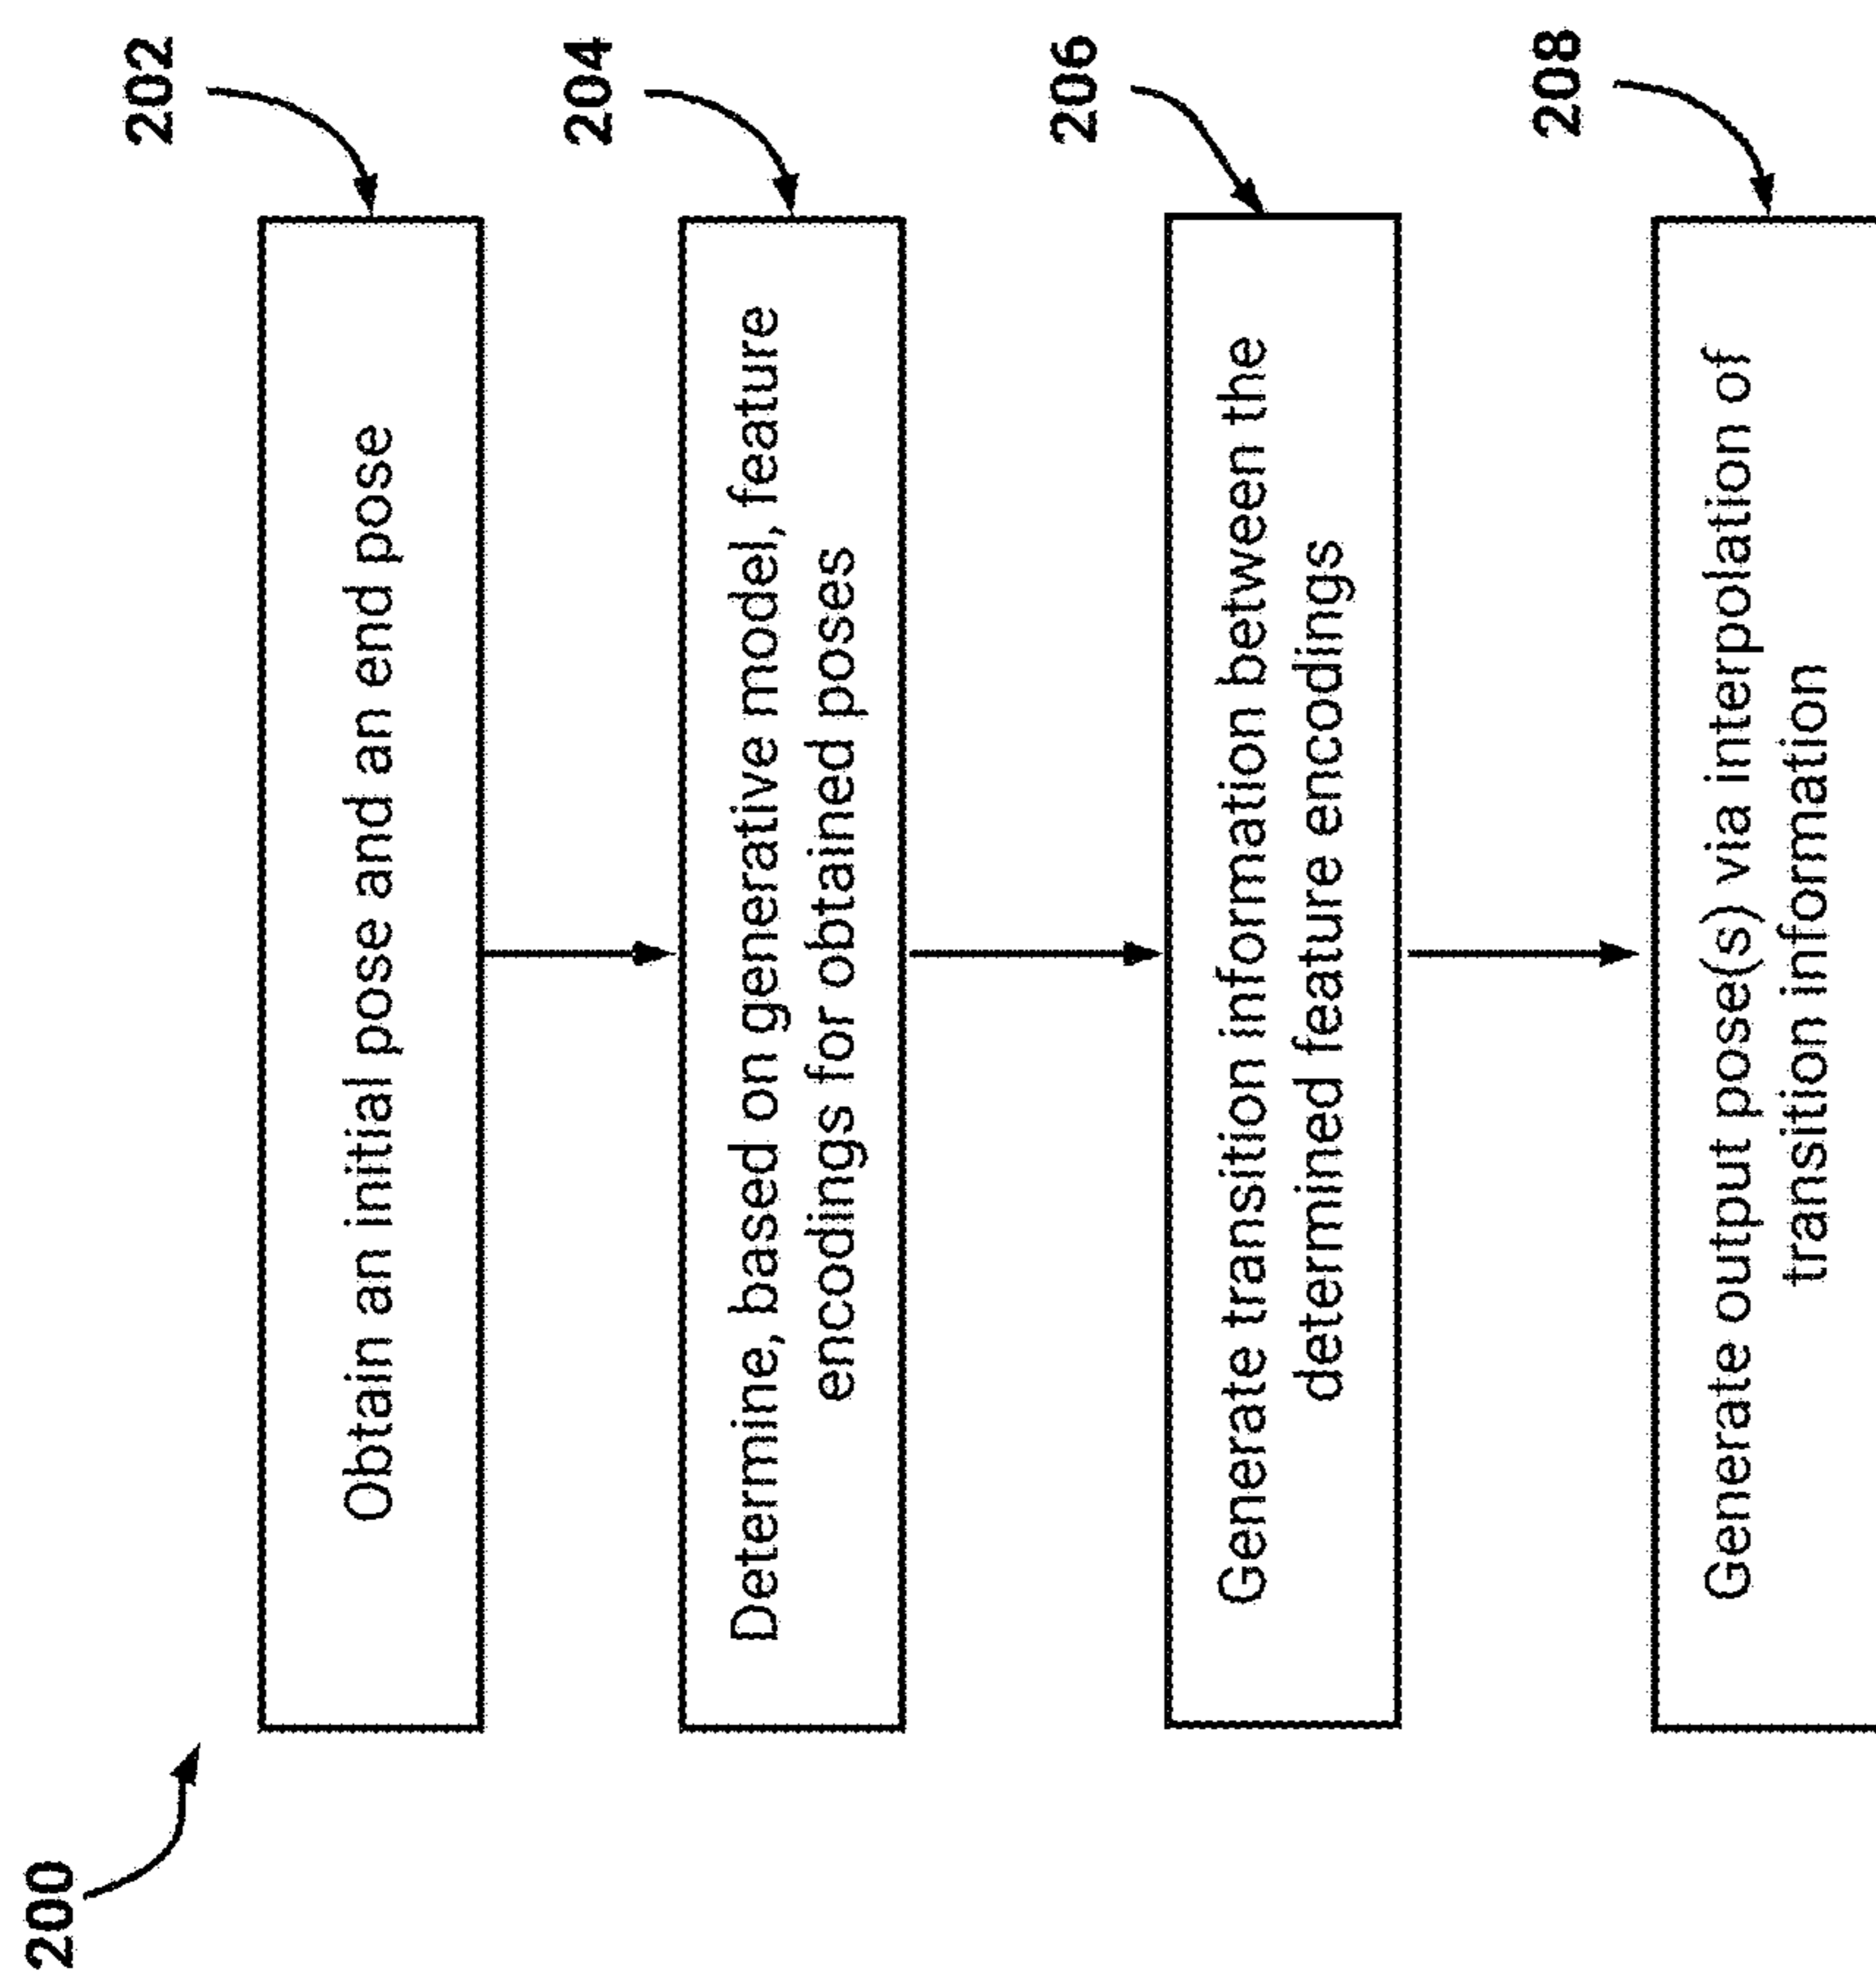 200
202
Obtain an initial pose and an end pose
204
Determine, based on generative model, feature
encodings for obtained poses
206
Generate transition information between the
determined feature encodings
208
Generate output pose(s) via interpolation of
transition information